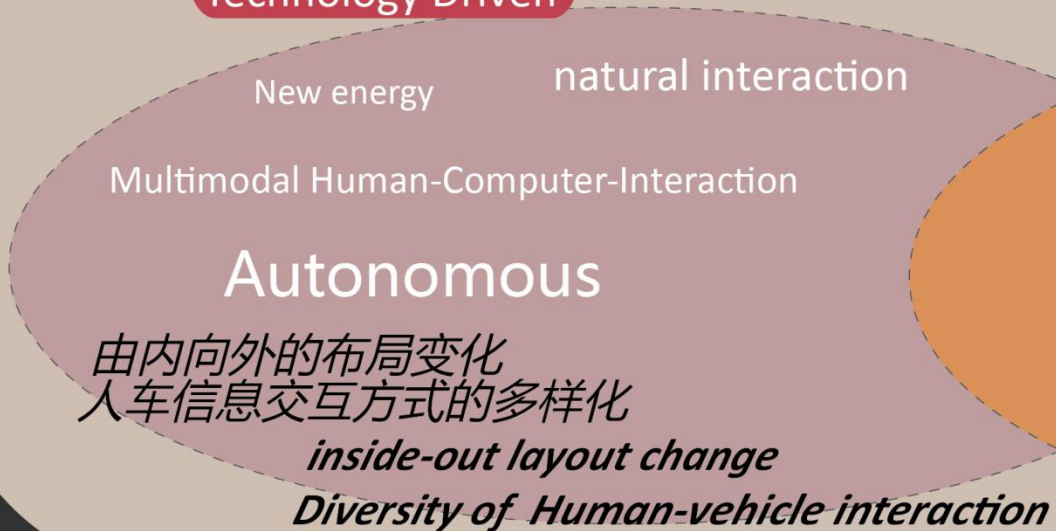 Technology Driven
New energy
natural interaction
Multimodal Human-Computer-Interaction
Autonomous
由内向外的布局变化
人车信息交互方式的多样化
inside-out layout change
Diversity of Human-vehicle interaction